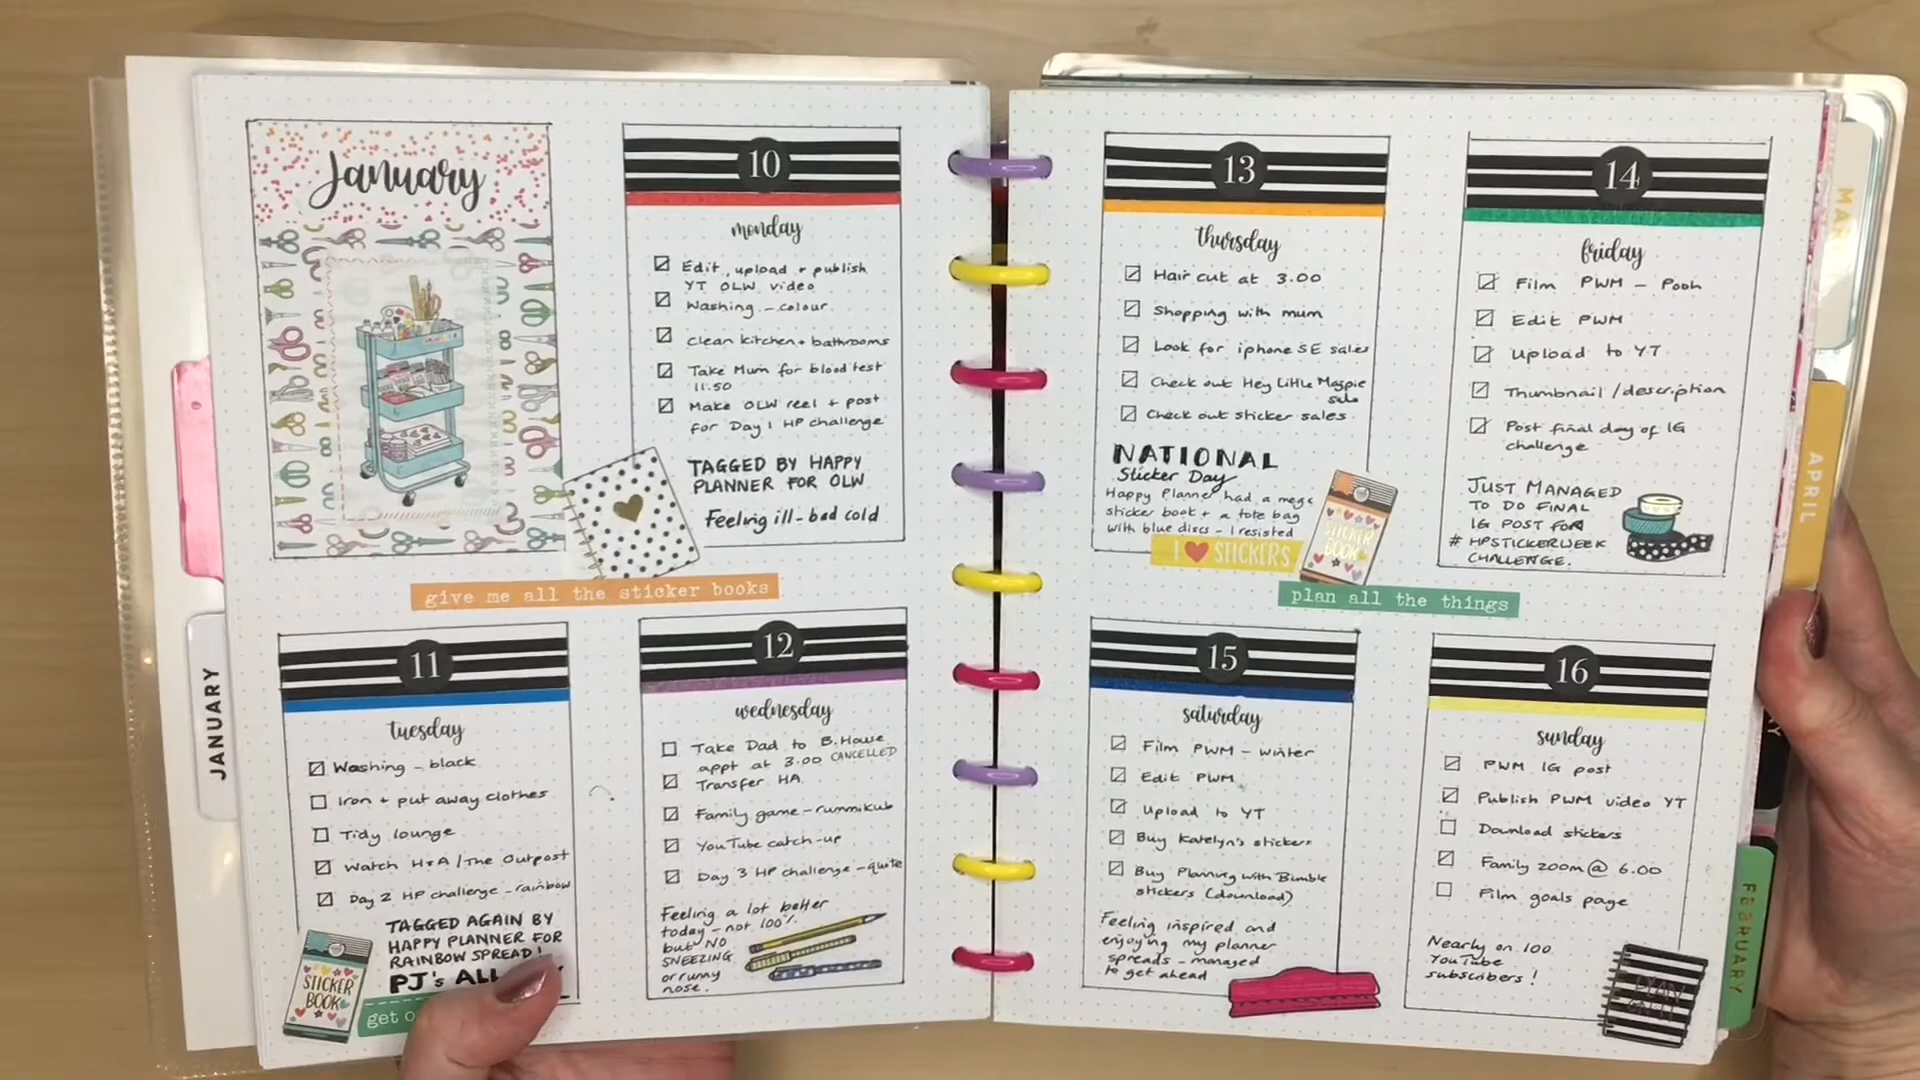 January
10
monday
Edit, upload + publish
YT OLW video
Washing - colour
Clean kitchen + bathrooms
Take Mum for blood test
11.50
Make OLW reel + post
for Day 1 HP challenge
TAGGED BY HAPPY
PLANNER FOR OLW
Feeling ill - bad cold
give me all the sticker books
11
tuesday
Washing - black
Iron + put away clothes
Tidy lounge
Watch H+A / The Outpost
Day 2 HP challenge - rainbow
TAGGED AGAIN BY
HAPPY PLANNER FOR
RAINBOW SPREAD!
PJ's ALL
STICKER
BOOK
get o
12
wednesday
Take Dad to B. House
appt at 3.00 CANCELLED
Transfer HA
Family game - rummikub
YouTube catch-up
Day 3 HP challenge - quite
Feeling a lot better
today - not 100%
but NO
SNEEZING
or runny
nose.
13
thursday
Hair cut at 3.00
Shopping with mum
Look for iphone SE sales
Check out Hey Little Magpie
sale
Check out sticker sales
NATIONAL
Sticker Day
Happy Planner had a mega
sticker book + a tote bag
with blue discs - I resisted
I ♥ STICKERS
STICKER
BOOK
14
friday
Film PWM - Pooh
Edit PWM
Upload to YT
Thumbnail / description
Post final day of IG
challenge
JUST MANAGED
TO DO FINAL
IG POST FOR
# HPSTICKERWEEK
CHALLENGE.
plan all the things
15
saturday
Film PWM - winter
Edit PWM
Upload to YT
Buy Katelyn's stickers
Buy Planning with Bumble
stickers (download)
Feeling inspired and
enjoying my planner
spreads - managed
to get ahead
16
sunday
PWM IG post
Publish PWM video YT
Download stickers
Family zoom @ 6.00
Film goals page
Nearly on 100
YouTube
subscribers!
JANUARY
APRIL
FEBRUARY